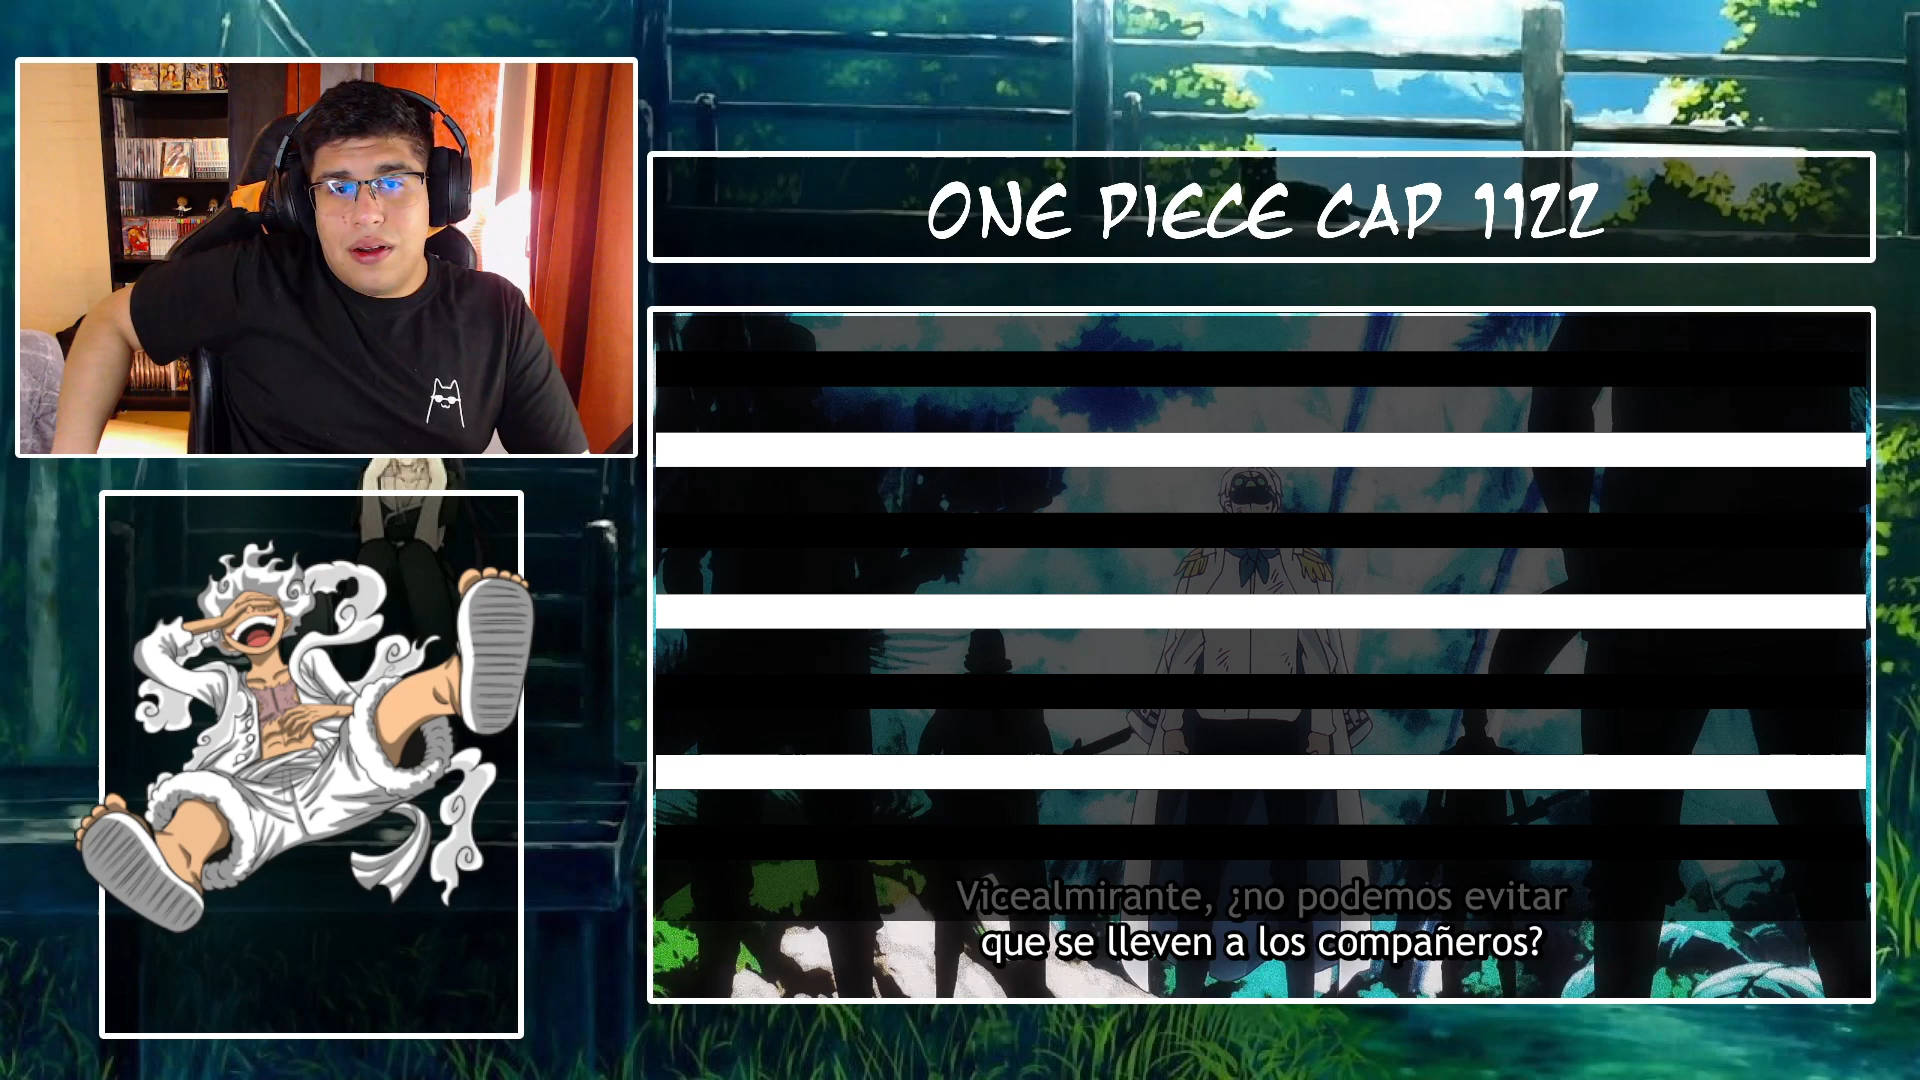 ONE PIECE CAP 1122
Vicealmirante, ¿no podemos evitar
que se lleven a los compañeros?